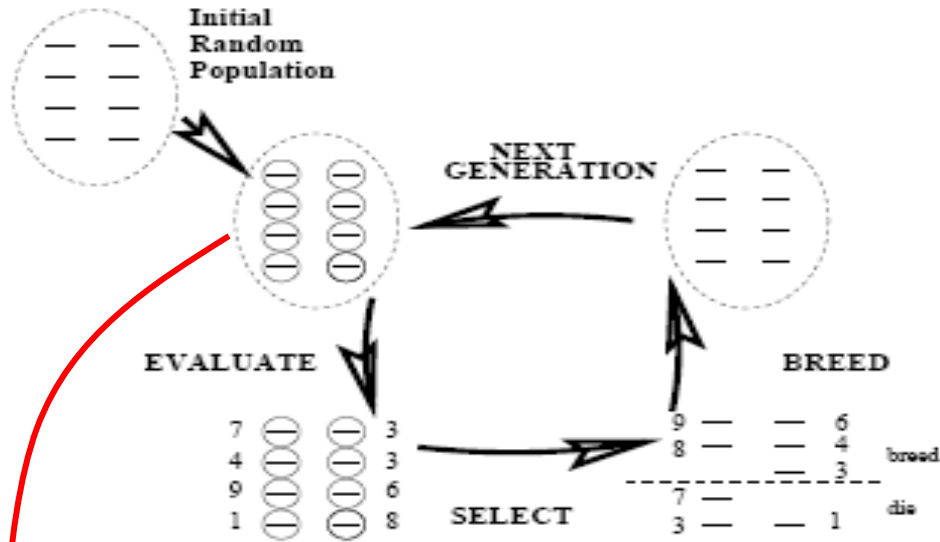 Initial
Random
Population
NEXT
GENERATION
EVALUATE
BREED
7 3
4 3
9 6
1 8
SELECT
9 6
8 4
3
breed
7
die
3 1